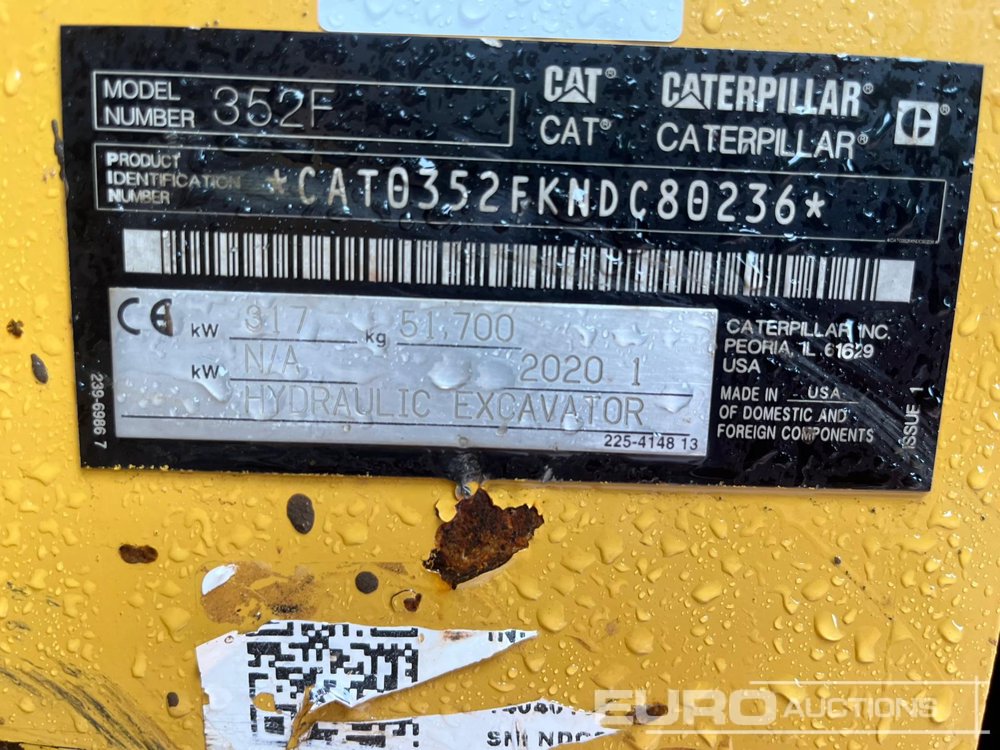 MODEL NUMBER 352F
CAT® CATERPILLAR®
CAT® CATERPILLAR®
PRODUCT IDENTIFICATION NUMBER *CAT0352FKNDC80236*
CE kW 317 kg 51,700
kW N/A 2020 1
HYDRAULIC EXCAVATOR
225-4148 13
CATERPILLAR INC.
PEORIA, IL 61629
USA
MADE IN USA
OF DOMESTIC AND
FOREIGN COMPONENTS
ISSUE 1
239-6986 7
EURO AUCTIONS